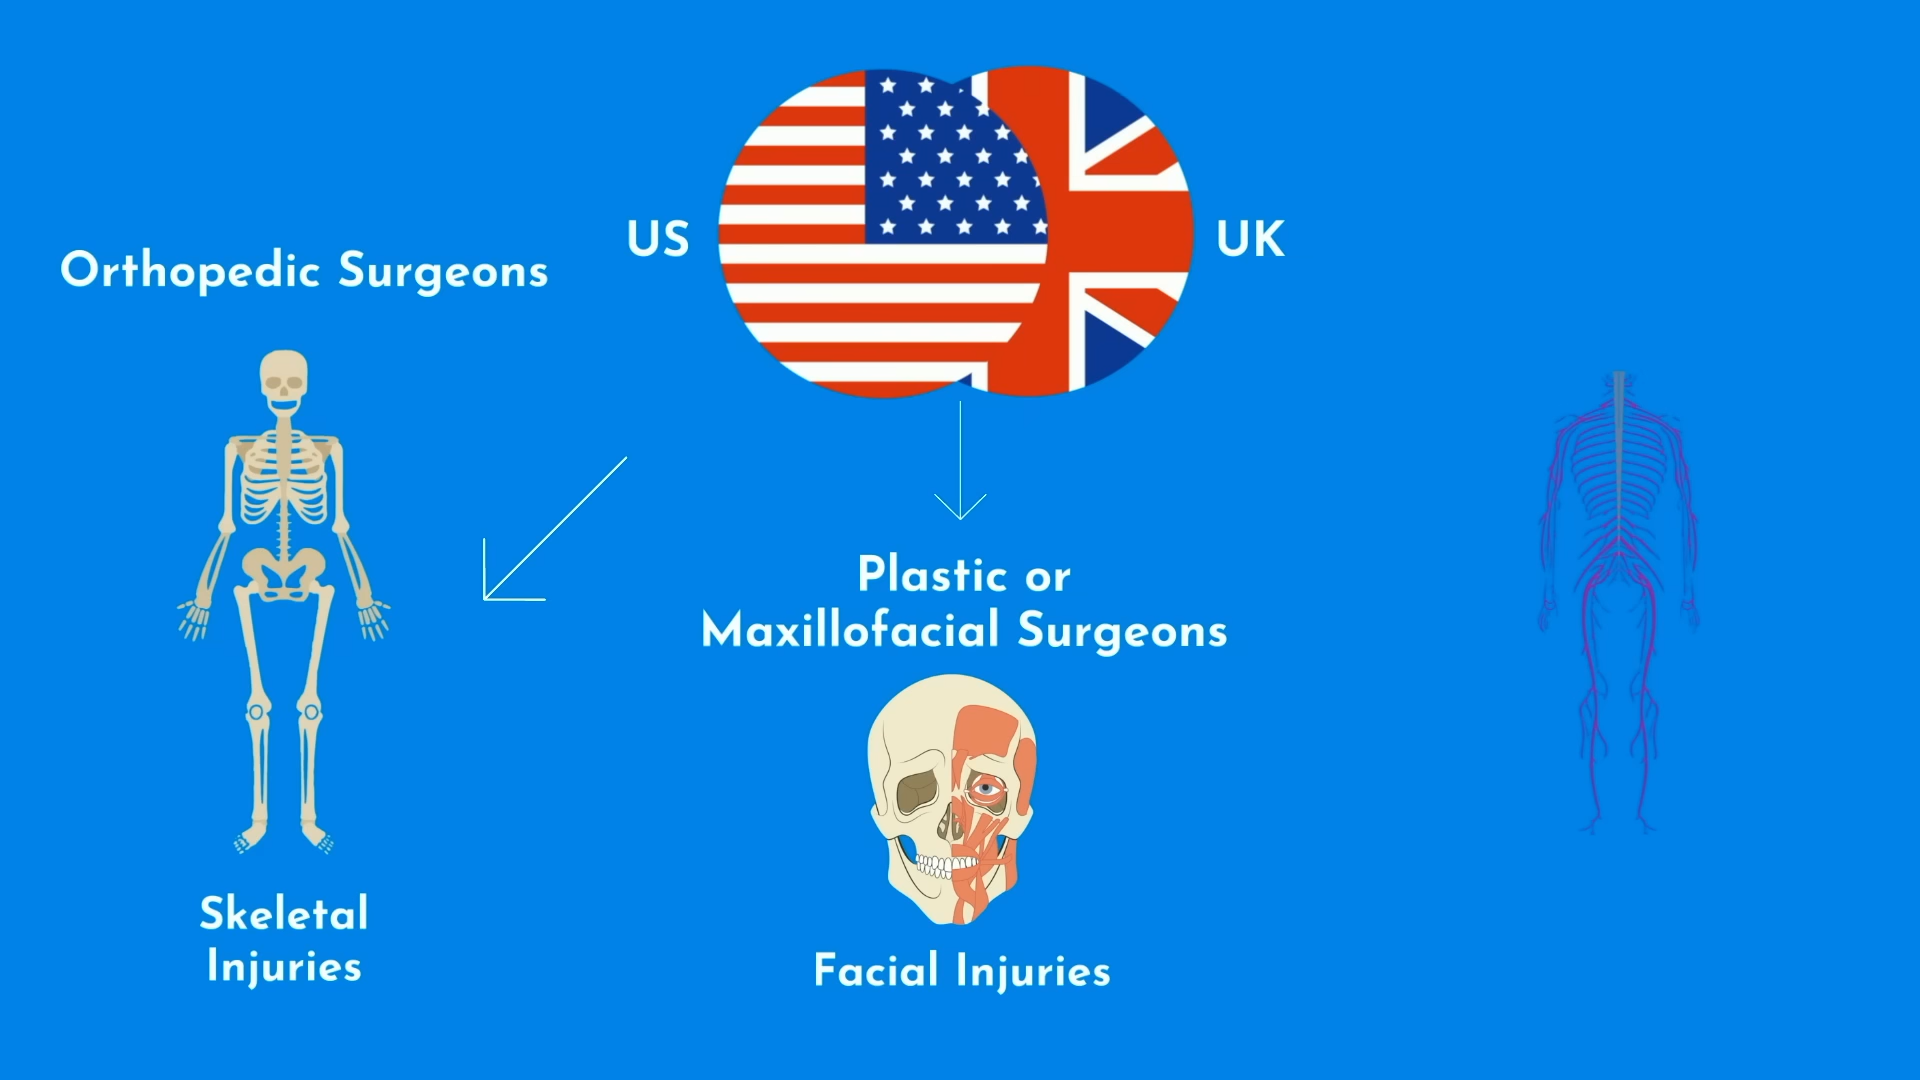 US
UK
Orthopedic Surgeons
Plastic or
Maxillofacial Surgeons
Skeletal
Injuries
Facial Injuries